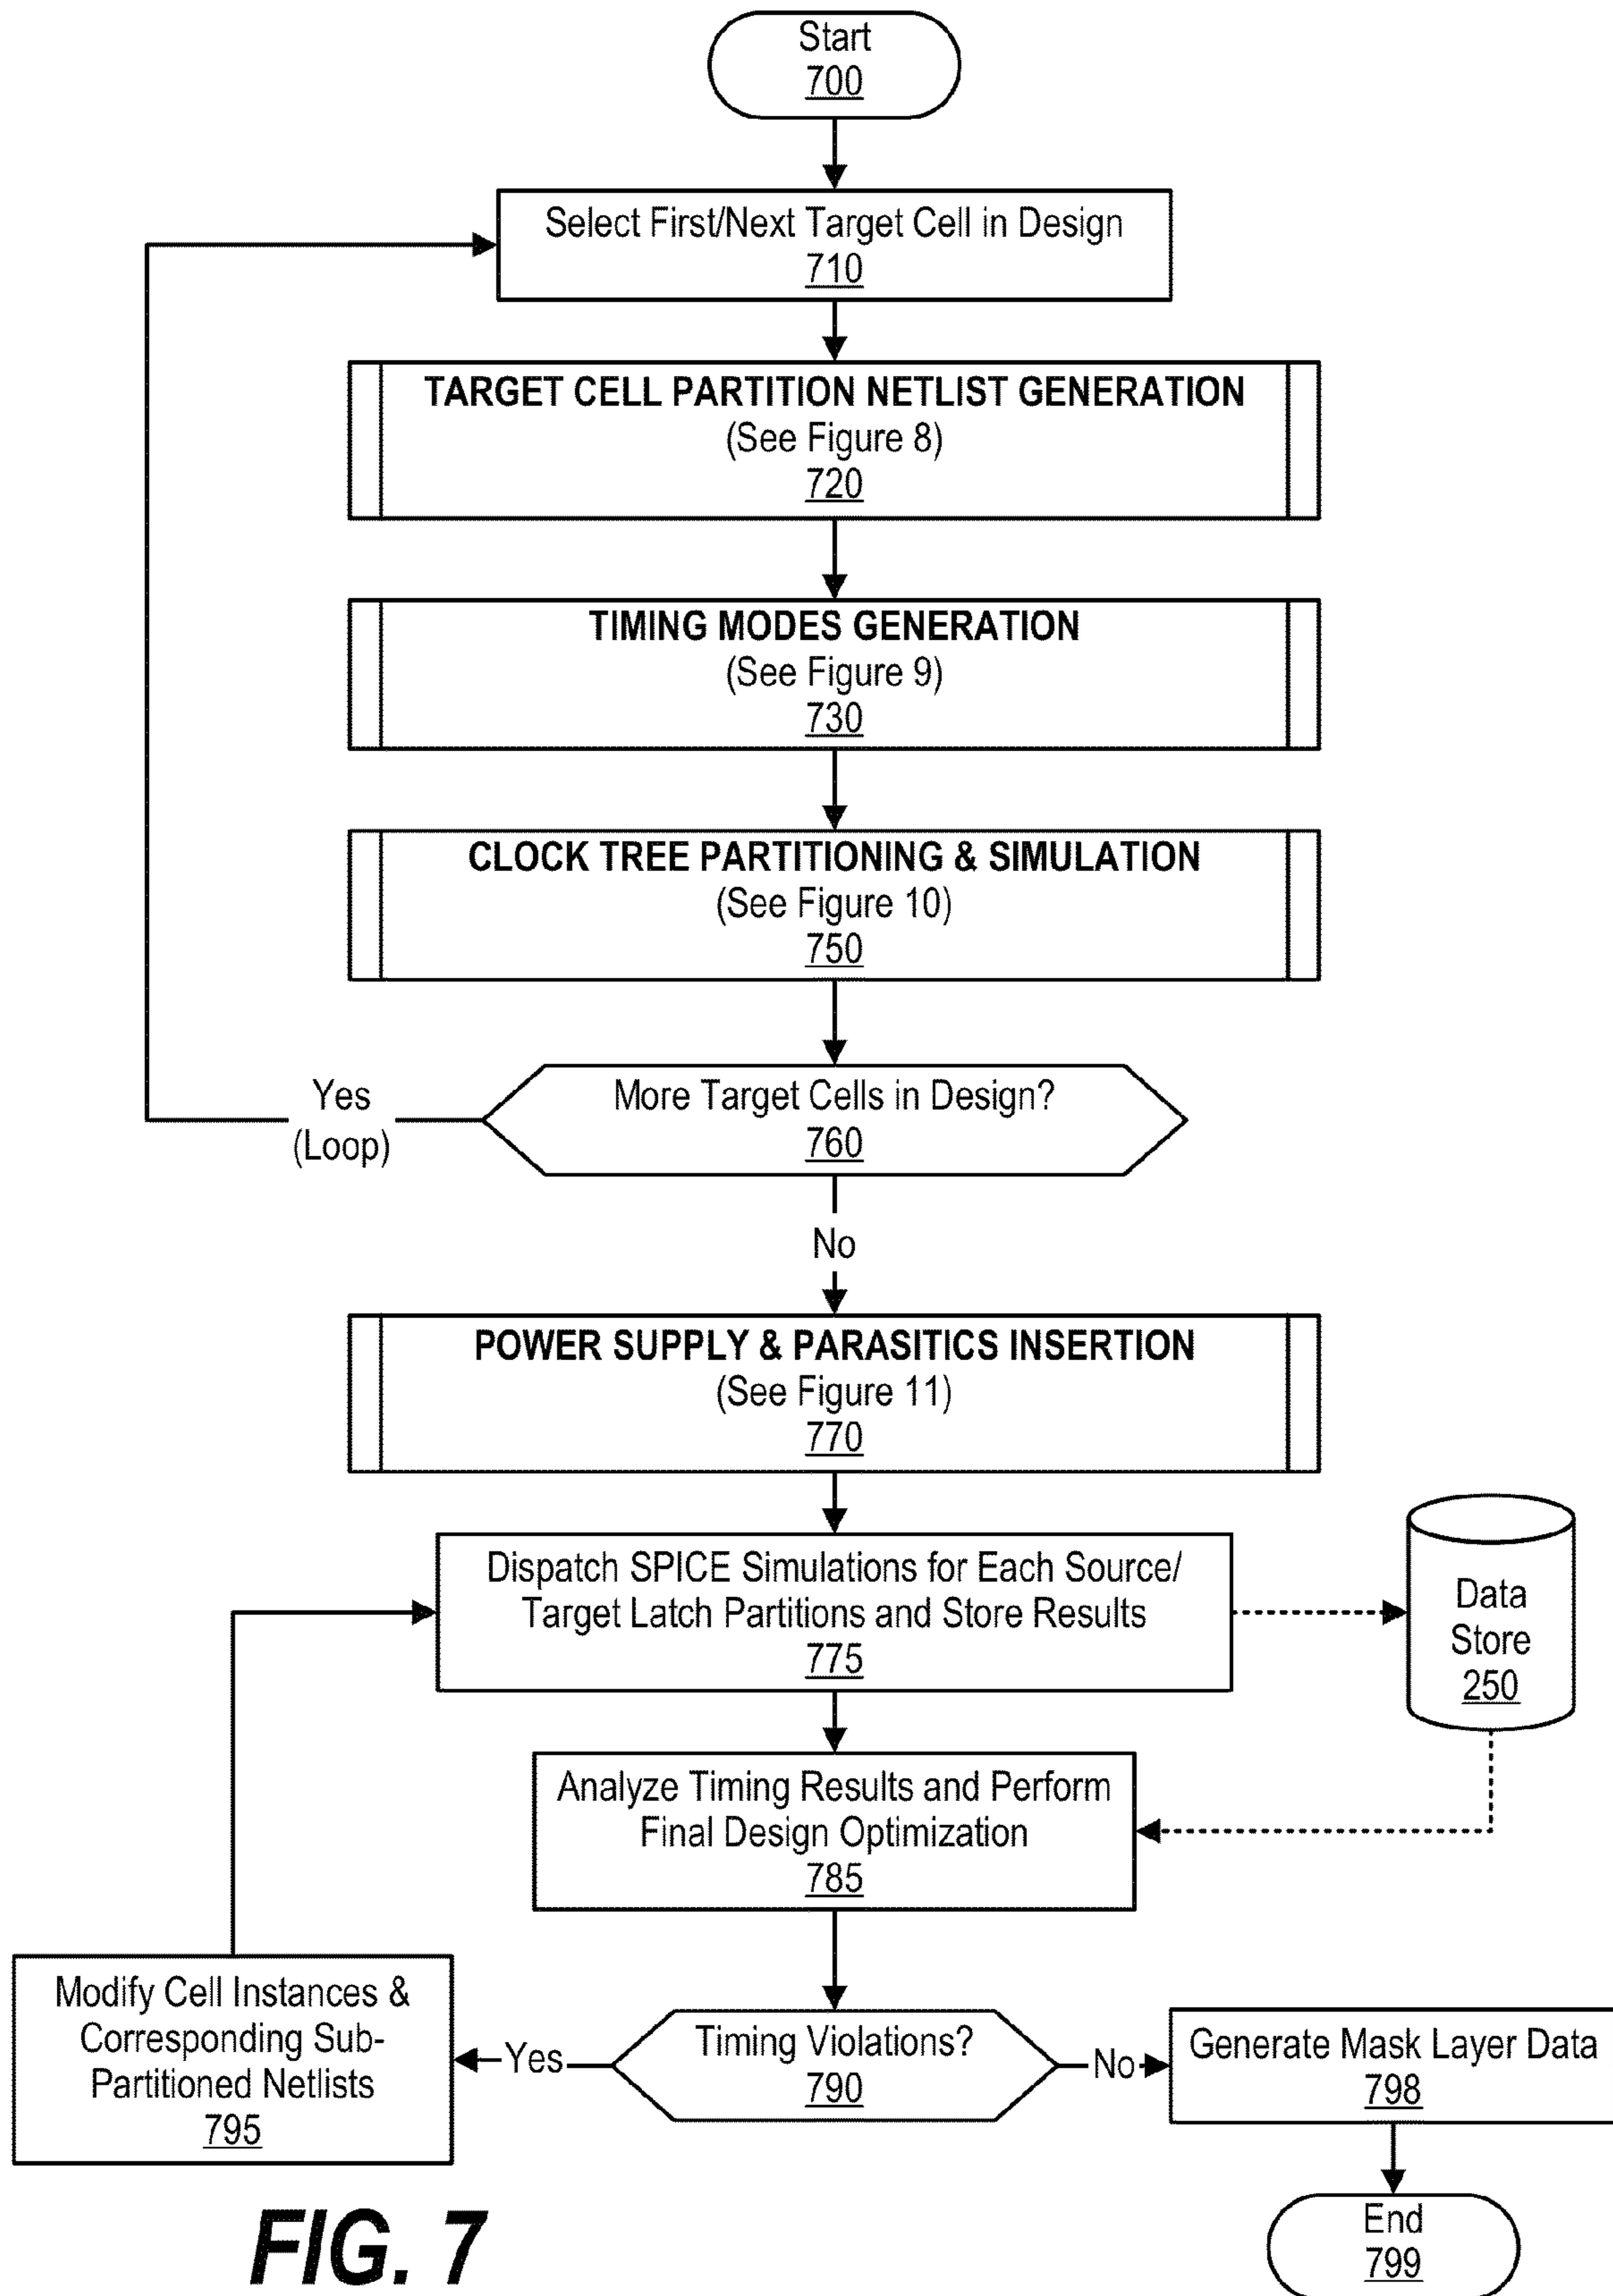 Start
700
Select First/Next Target Cell in Design
710
TARGET CELL PARTITION NETLIST GENERATION
(See Figure 8)
720
TIMING MODES GENERATION
(See Figure 9)
730
CLOCK TREE PARTITIONING & SIMULATION
(See Figure 10)
750
More Target Cells in Design?
760
Yes
(Loop)
No
POWER SUPPLY & PARASITICS INSERTION
(See Figure 11)
770
Dispatch SPICE Simulations for Each Source/
Target Latch Partitions and Store Results
775
Data
Store
250
Analyze Timing Results and Perform
Final Design Optimization
785
Timing Violations?
790
Yes
Modify Cell Instances &
Corresponding Sub-
Partitioned Netlists
795
No
Generate Mask Layer Data
798
End
799
FIG. 7